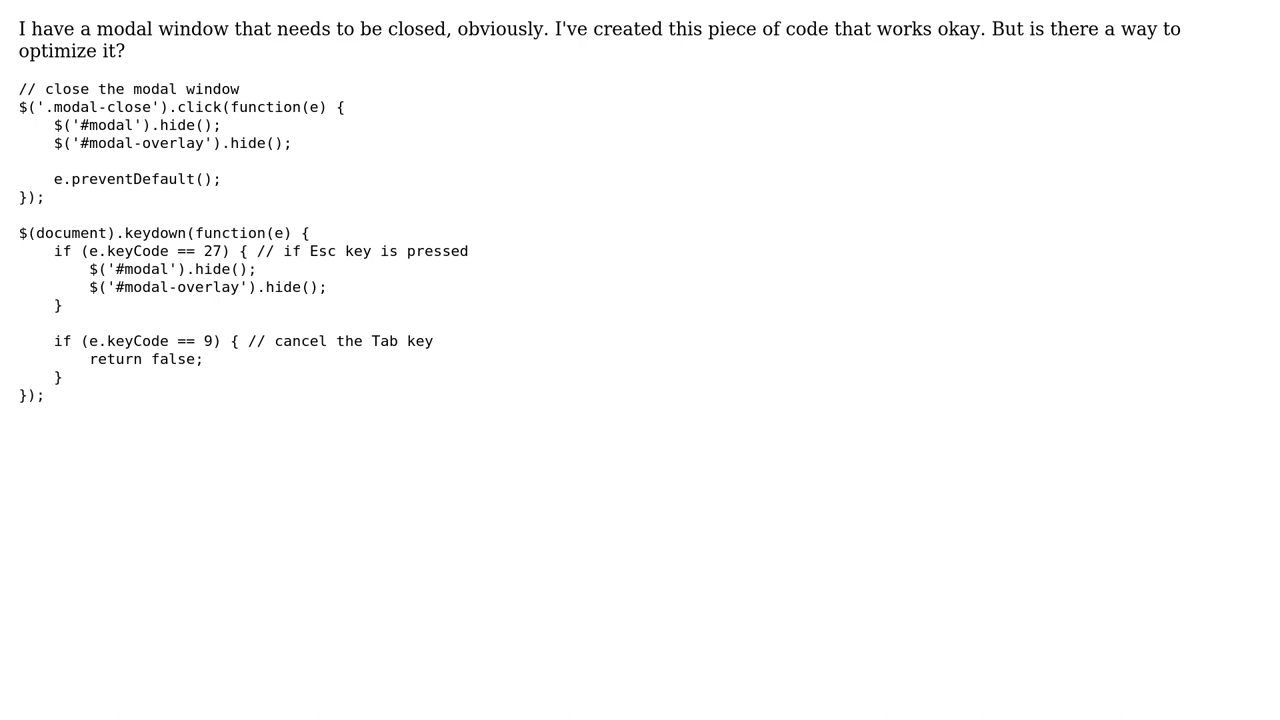 I have a modal window that needs to be closed, obviously. I've created this piece of code that works okay. But is there a way to
optimize it?
// close the modal window
$('.modal-close').click(function(e) {
    $('#modal').hide();
    $('#modal-overlay').hide();

    e.preventDefault();
});

$(document).keydown(function(e) {
    if (e.keyCode == 27) { // if Esc key is pressed
        $('#modal').hide();
        $('#modal-overlay').hide();
    }

    if (e.keyCode == 9) { // cancel the Tab key
        return false;
    }
});